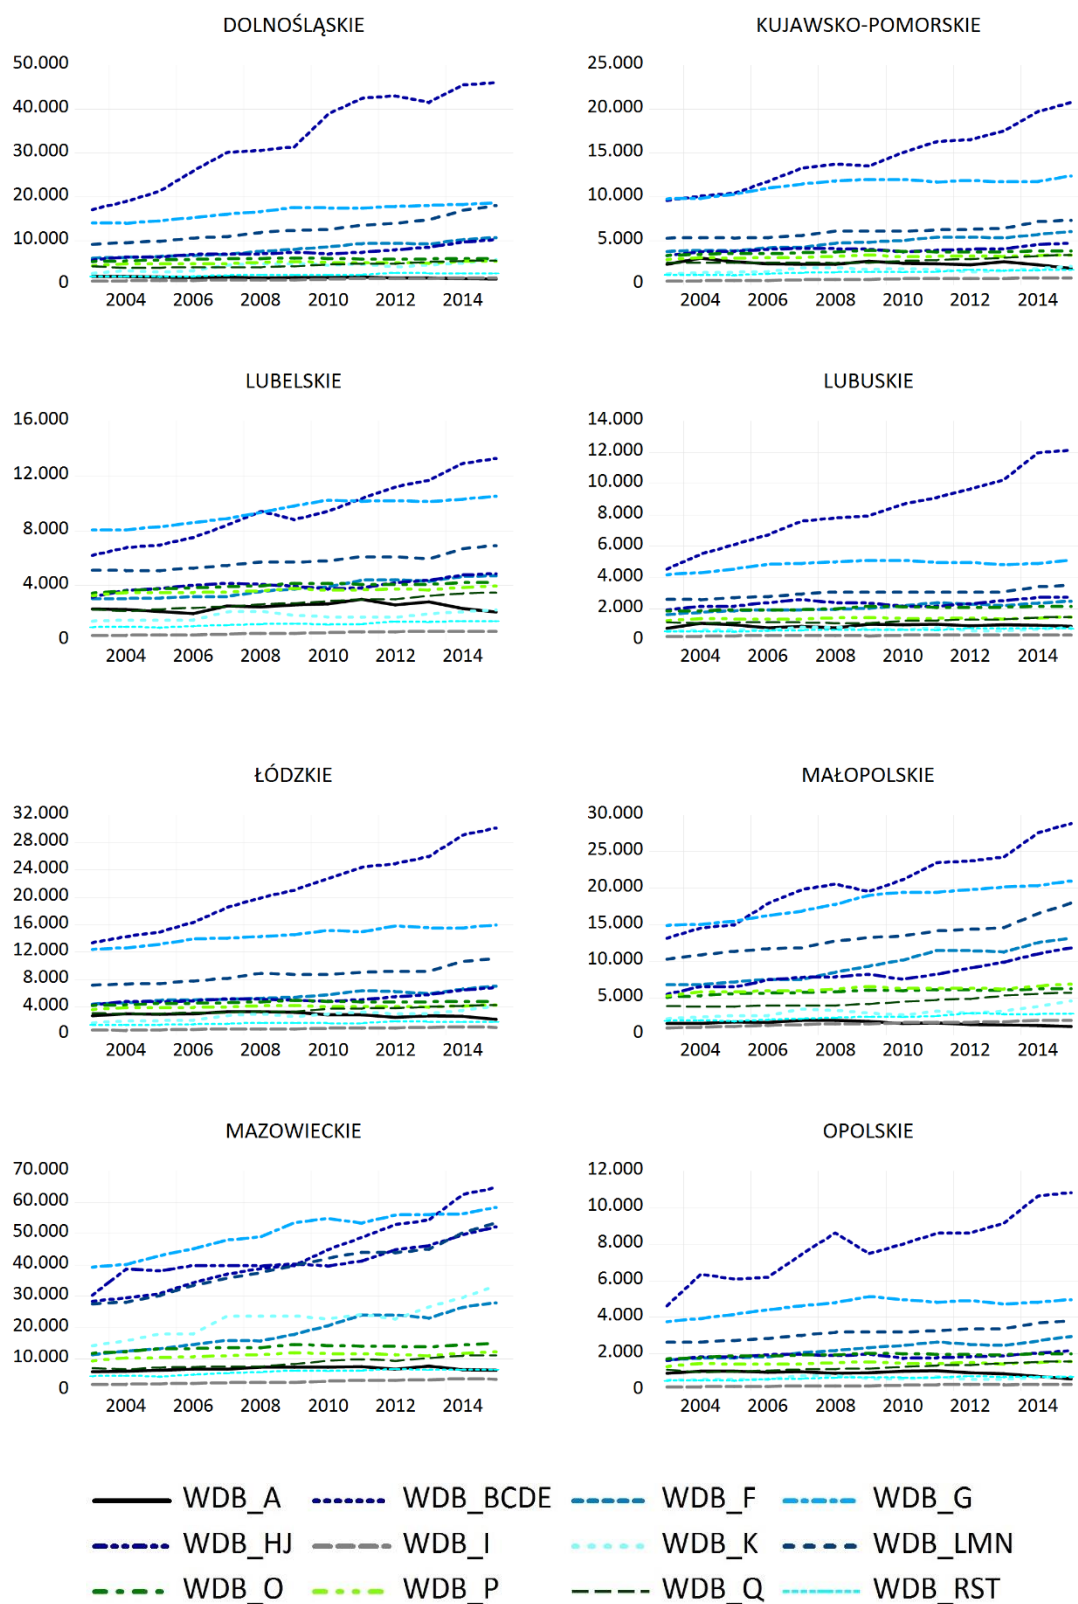 DOLNOŚLĄSKIE
50.000
40.000
30.000
20.000
10.000
0
2004 2006 2008 2010 2012 2014
KUJAWSKO-POMORSKIE
25.000
20.000
15.000
10.000
5.000
0
2004 2006 2008 2010 2012 2014
LUBELSKIE
16.000
12.000
8.000
4.000
0
2004 2006 2008 2010 2012 2014
LUBUSKIE
14.000
12.000
10.000
8.000
6.000
4.000
2.000
0
2004 2006 2008 2010 2012 2014
ŁÓDZKIE
32.000
28.000
24.000
20.000
16.000
12.000
8.000
4.000
0
2004 2006 2008 2010 2012 2014
MAŁOPOLSKIE
30.000
25.000
20.000
15.000
10.000
5.000
0
2004 2006 2008 2010 2012 2014
MAZOWIECKIE
70.000
60.000
50.000
40.000
30.000
20.000
10.000
0
2004 2006 2008 2010 2012 2014
OPOLSKIE
12.000
10.000
8.000
6.000
4.000
2.000
0
2004 2006 2008 2010 2012 2014
WDB_A WDB_BCDE WDB_F WDB_G
WDB_HJ WDB_I WDB_K WDB_LMN
WDB_O WDB_P WDB_Q WDB_RST